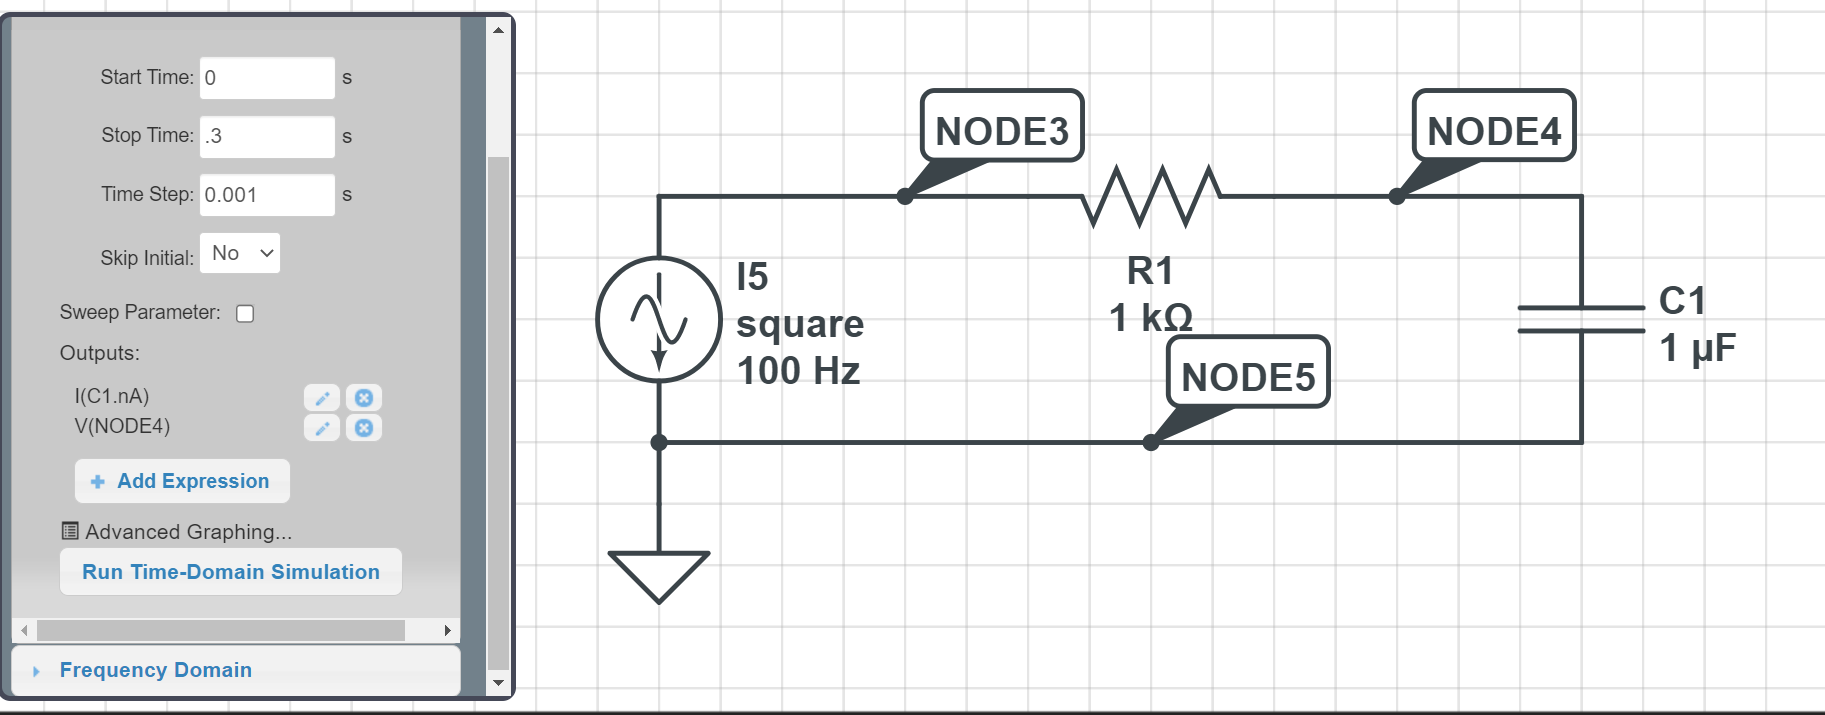 Start Time: 0 s
Stop Time: .3 s
Time Step: 0.001 s
Skip Initial: No
Sweep Parameter:
Outputs:
I(C1.nA)
V(NODE4)
Add Expression
Advanced Graphing...
Run Time-Domain Simulation
Frequency Domain
NODE3
NODE4
I5
square
100 Hz
R1
1 kΩ
NODE5
C1
1 µF